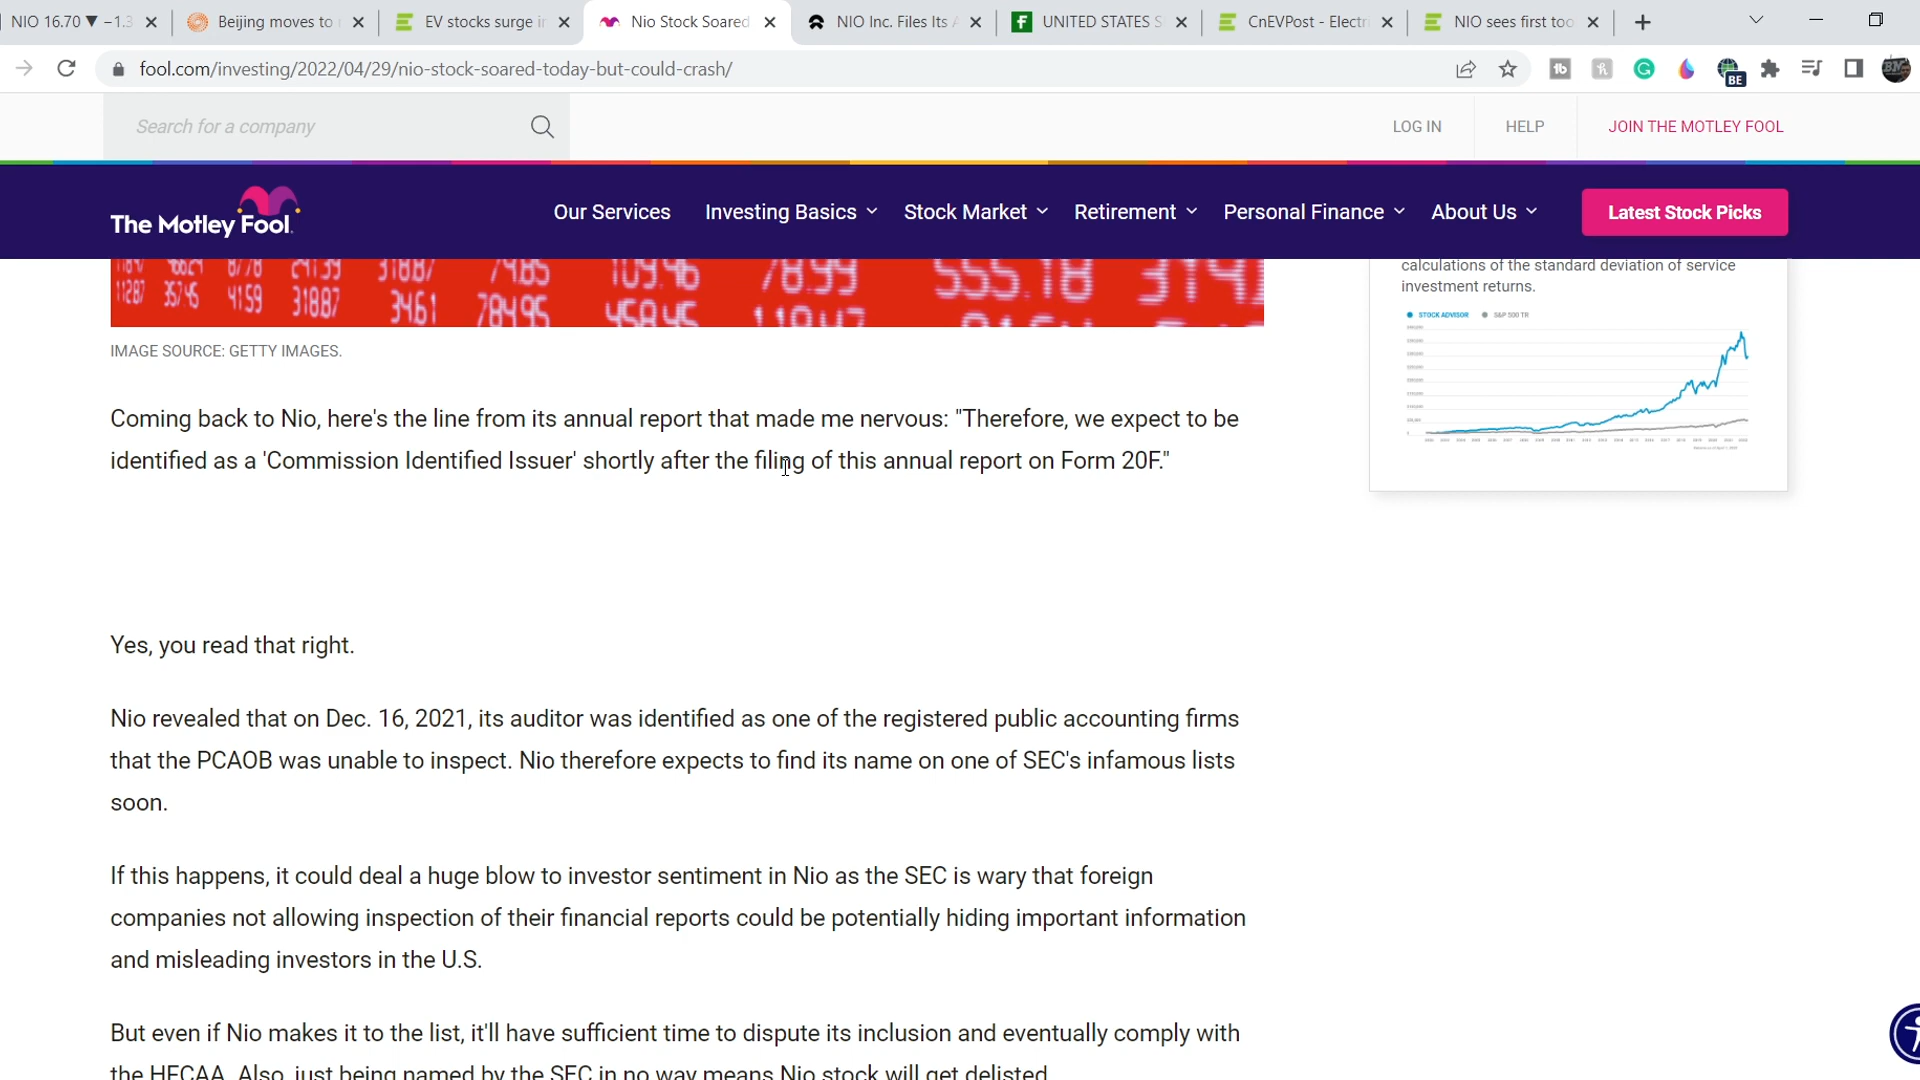 NIO 16.70 ▼ −1.3
Beijing moves to
EV stocks surge in
Nio Stock Soared
NIO Inc. Files Its A
UNITED STATES S
CnEVPost - Electri
NIO sees first too
fool.com/investing/2022/04/29/nio-stock-soared-today-but-could-crash/
BE
Search for a company
LOG IN
HELP
JOIN THE MOTLEY FOOL
The Motley Fool.
Our Services
Investing Basics
Stock Market
Retirement
Personal Finance
About Us
Latest Stock Picks
calculations of the standard deviation of service
investment returns.
STOCK ADVISOR
S&P 500 TR
11287 35745 4159 31887 3461 78495 555.18
IMAGE SOURCE: GETTY IMAGES.
Coming back to Nio, here's the line from its annual report that made me nervous: "Therefore, we expect to be
identified as a 'Commission Identified Issuer' shortly after the filing of this annual report on Form 20F."
Yes, you read that right.
Nio revealed that on Dec. 16, 2021, its auditor was identified as one of the registered public accounting firms
that the PCAOB was unable to inspect. Nio therefore expects to find its name on one of SEC's infamous lists
soon.
If this happens, it could deal a huge blow to investor sentiment in Nio as the SEC is wary that foreign
companies not allowing inspection of their financial reports could be potentially hiding important information
and misleading investors in the U.S.
But even if Nio makes it to the list, it'll have sufficient time to dispute its inclusion and eventually comply with
the HFCAA. Also, just being named by the SEC in no way means Nio stock will get delisted.